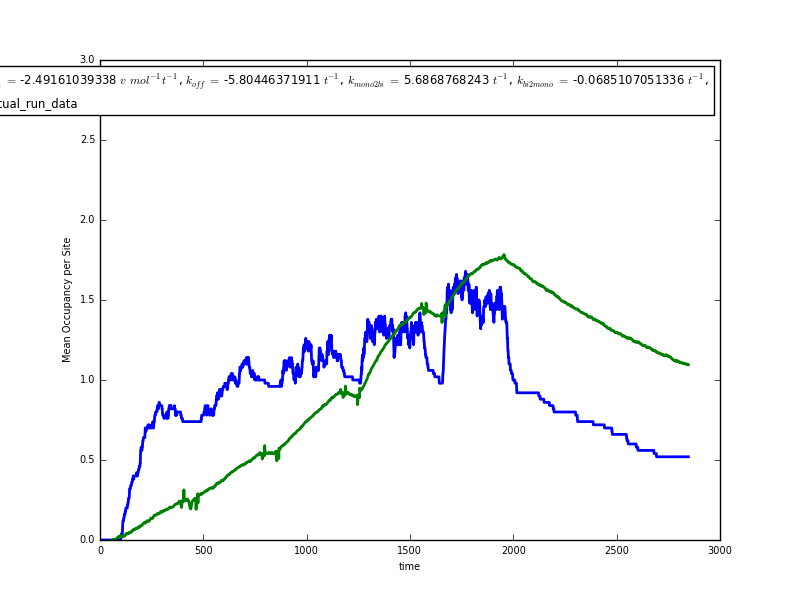 = -2.49161039338 v mol⁻¹t⁻¹, k_off = -5.80446371911 t⁻¹, k_mono2bi = 5.6868768243 t⁻¹, k_bi2mono = -0.0685107051336 t⁻¹,
tual_run_data
3.0
2.5
2.0
1.5
1.0
0.5
0.0
Mean Occupancy per Site
0 500 1000 1500 2000 2500 3000
time